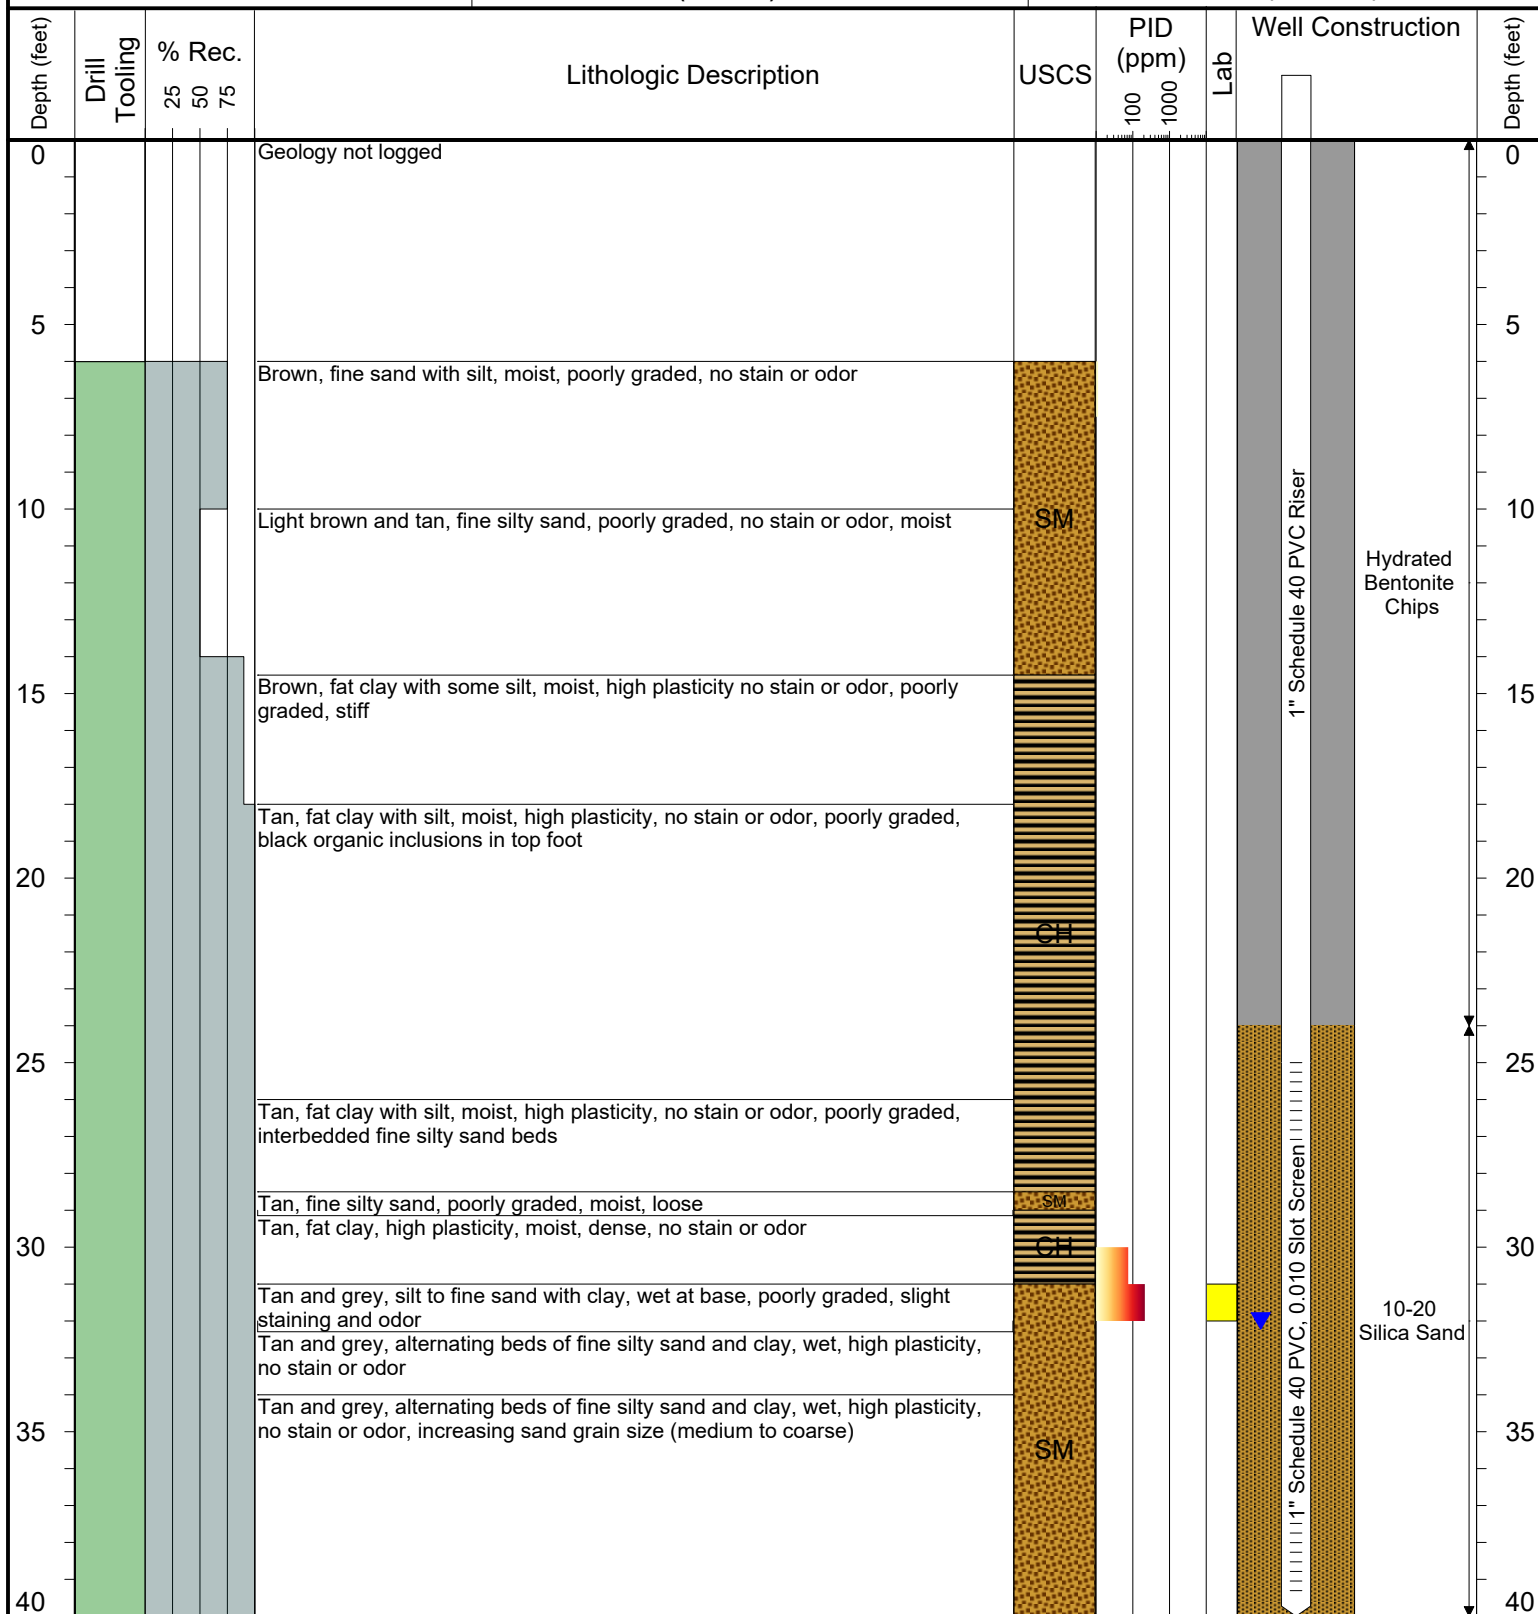 Depth (feet)
Drill
Tooling
% Rec.
25
50
75
Lithologic Description
USCS
PID
(ppm)
100
1000
Lab
Well Construction
Depth (feet)
0
Geology not logged
0
5
5
Brown, fine sand with silt, moist, poorly graded, no stain or odor
10
Light brown and tan, fine silty sand, poorly graded, no stain or odor, moist
SM
10
1" Schedule 40 PVC Riser
Hydrated
Bentonite
Chips
15
Brown, fat clay with some silt, moist, high plasticity no stain or odor, poorly
graded, stiff
15
Tan, fat clay with silt, moist, high plasticity, no stain or odor, poorly graded,
black organic inclusions in top foot
20
20
CH
25
25
Tan, fat clay with silt, moist, high plasticity, no stain or odor, poorly graded,
interbedded fine silty sand beds
Tan, fine silty sand, poorly graded, moist, loose
SM
Tan, fat clay, high plasticity, moist, dense, no stain or odor
30
CH
30
Tan and grey, silt to fine sand with clay, wet at base, poorly graded, slight
staining and odor
1" Schedule 40 PVC, 0.010 Slot Screen
10-20
Silica Sand
Tan and grey, alternating beds of fine silty sand and clay, wet, high plasticity,
no stain or odor
Tan and grey, alternating beds of fine silty sand and clay, wet, high plasticity,
no stain or odor, increasing sand grain size (medium to coarse)
35
SM
35
40
40